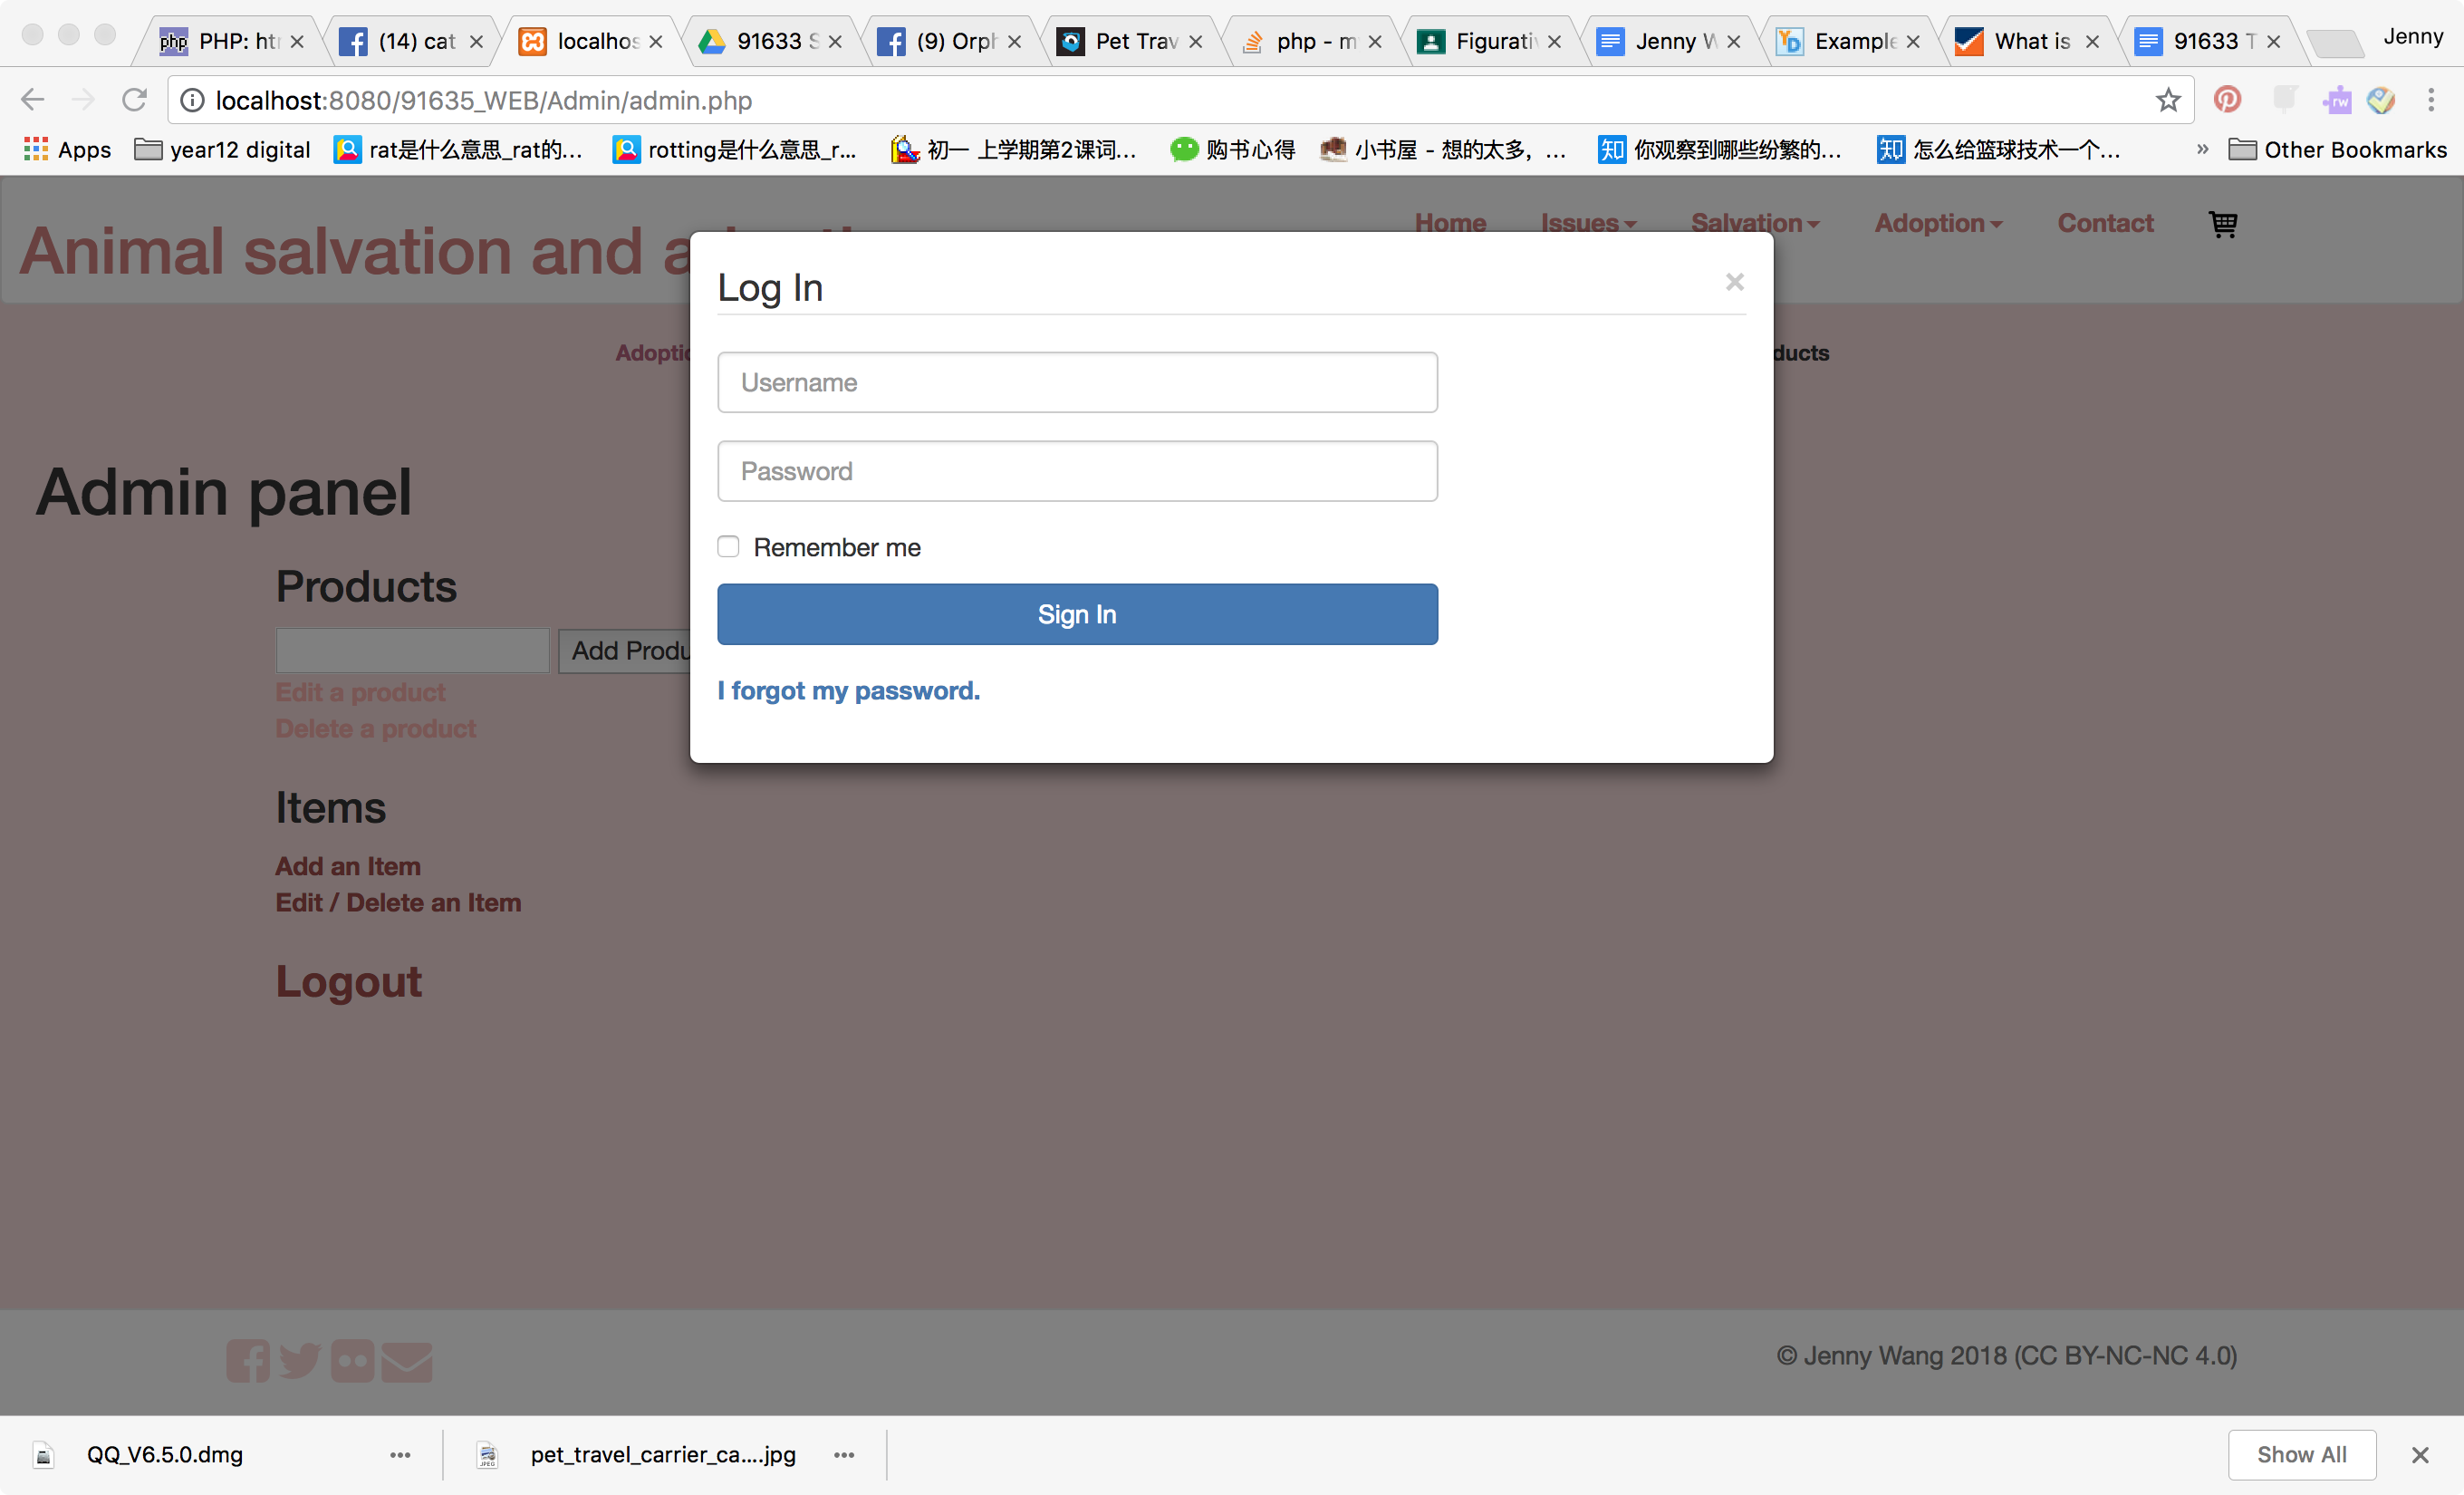 PHP: ht
(14) cat
localhos
91633 S
(9) Orph
Pet Trav
php - m
Figurativ
Jenny W
Example
What is
91633 T
Jenny
localhost:8080/91635_WEB/Admin/admin.php
Apps
year12 digital
rat是什么意思_rat的...
rotting是什么意思_r...
初一 上学期第2课词...
购书心得
小书屋 - 想的太多，...
你观察到哪些纷繁的...
怎么给篮球技术一个...
»
Other Bookmarks
Animal salvation and a
Home
Issues
Salvation
Adoption
Contact
Log In
×
Adoptio
ducts
Username
Password
Admin panel
Remember me
Products
Sign In
Add Produ
Edit a product
I forgot my password.
Delete a product
Items
Add an Item
Edit / Delete an Item
Logout
© Jenny Wang 2018 (CC BY-NC-NC 4.0)
QQ_V6.5.0.dmg
pet_travel_carrier_ca....jpg
Show All